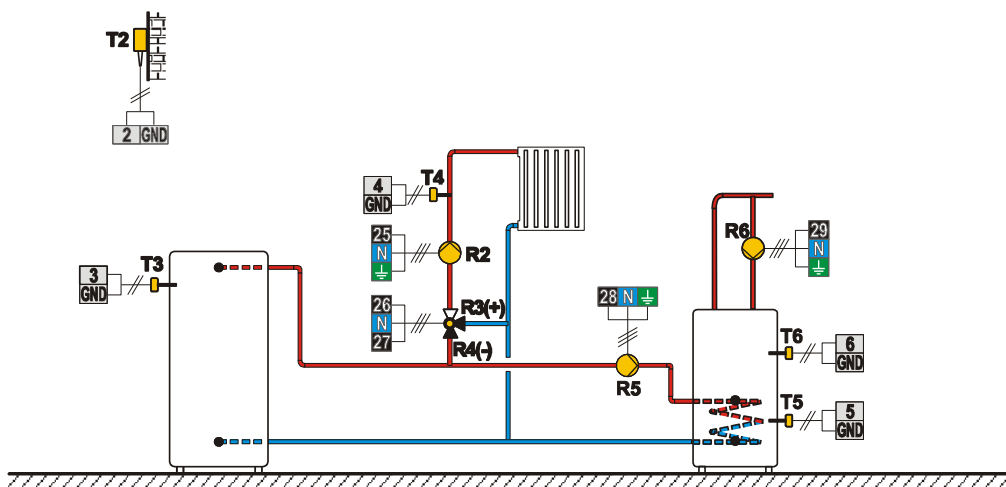 T2
2 GND
T4
4
GND
25
N
R2
R6
29
N
3
GND
T3
26
N
27
R3(+)
R4(-)
28 N
R5
T6
6
GND
T5
5
GND